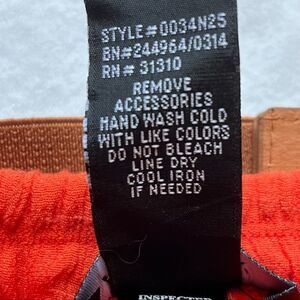 STYLE#0034N25
BN#244964/0314
RN# 31310
REMOVE
ACCESSORIES
HAND WASH COLD
WITH LIKE COLORS
DO NOT BLEACH
LINE DRY
COOL IRON
IF NEEDED
INSPECTED